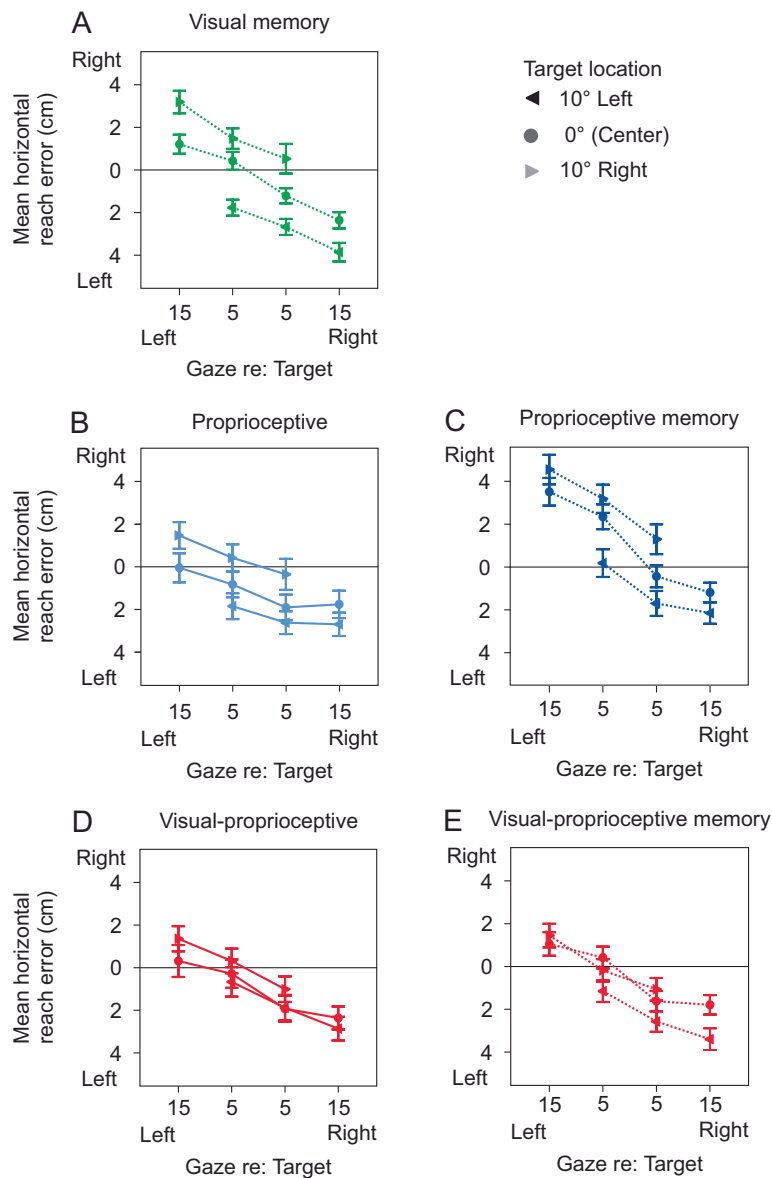 A
Visual memory
Right
4
2
0
2
4
Left
Mean horizontal
reach error (cm)
15 5 5 15
Left Right
Gaze re: Target
Target location
10° Left
0° (Center)
10° Right
B
Proprioceptive
Right
4
2
0
2
4
Left
Mean horizontal
reach error (cm)
15 5 5 15
Left Right
Gaze re: Target
C
Proprioceptive memory
Right
4
2
0
2
4
Left
15 5 5 15
Left Right
Gaze re: Target
D
Visual-proprioceptive
Right
4
2
0
2
4
Left
Mean horizontal
reach error (cm)
15 5 5 15
Left Right
Gaze re: Target
E
Visual-proprioceptive memory
Right
4
2
0
2
4
Left
15 5 5 15
Left Right
Gaze re: Target